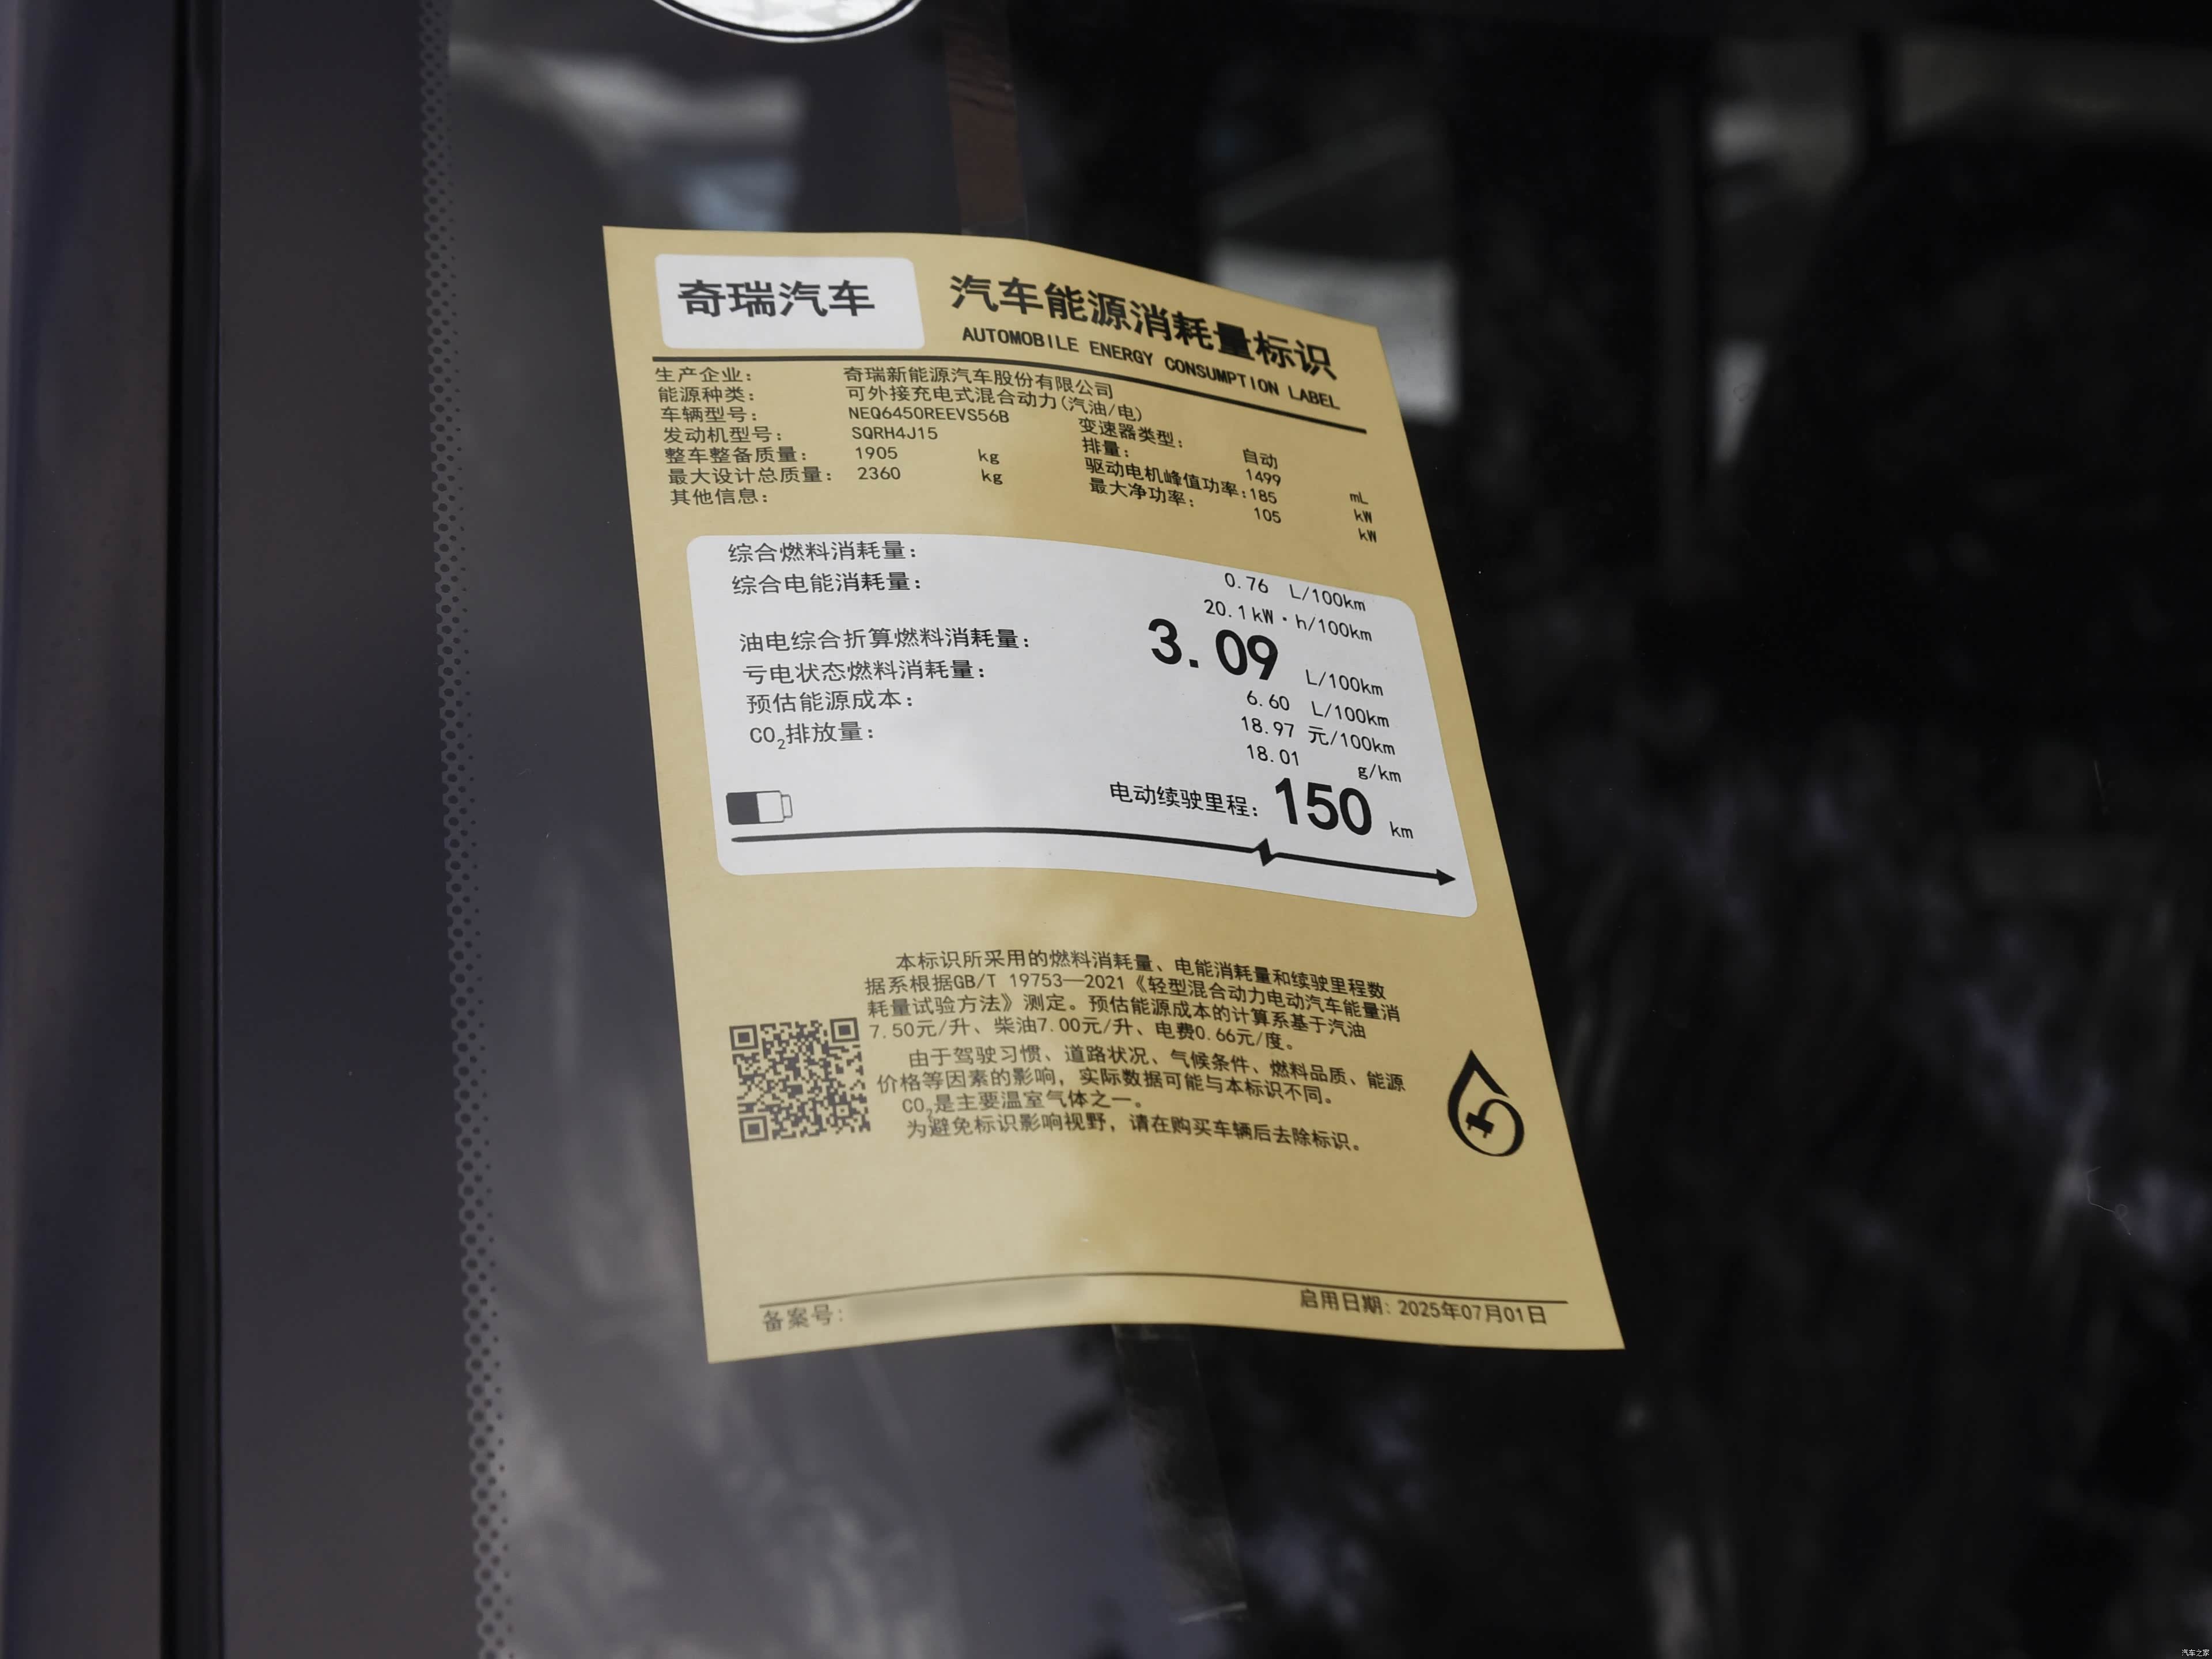 奇瑞汽车
汽车能源消耗量标识
AUTOMOBILE ENERGY CONSUMPTION LABEL
生产企业: 奇瑞新能源汽车股份有限公司
能源种类: 可外接充电式混合动力(汽油/电)
车辆型号: NEQ6450REEVS56B 变速器类型: 自动
发动机型号: SQRH4J15 排量: 1499 mL
整车整备质量: 1905 kg 驱动电机峰值功率: 185 kW
最大设计总质量: 2360 kg 最大净功率: 105 kW
其他信息:
综合燃料消耗量: 0.76 L/100km
综合电能消耗量: 20.1 kW·h/100km
油电综合折算燃料消耗量: 3.09 L/100km
亏电状态燃料消耗量: 6.60 L/100km
预估能源成本: 18.97 元/100km
CO₂排放量: 18.01 g/km
电动续驶里程: 150 km
本标识所采用的燃料消耗量、电能消耗量和续驶里程数
据系根据GB/T 19753—2021《轻型混合动力电动汽车能量消
耗量试验方法》测定。预估能源成本的计算系基于汽油
7.50元/升、柴油7.00元/升、电费0.66元/度。
由于驾驶习惯、道路状况、气候条件、燃料品质、能源
价格等因素的影响，实际数据可能与本标识不同。
CO₂是主要温室气体之一。
为避免标识影响视野，请在购买车辆后去除标识。
备案号:
启用日期: 2025年07月01日
汽车之家